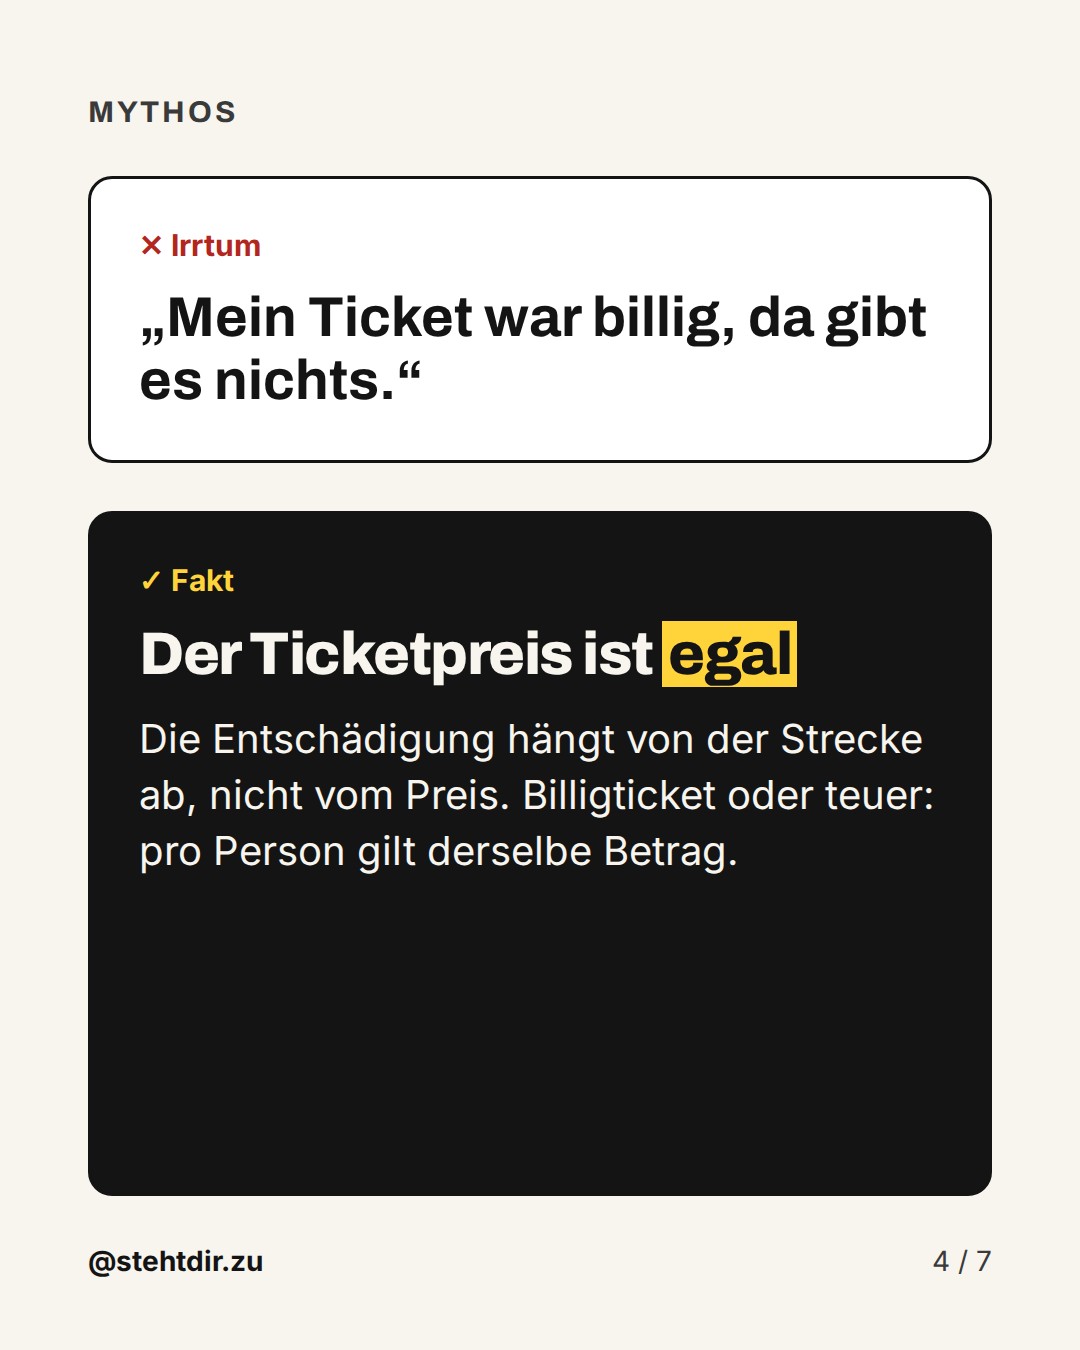 MYTHOS
✕ Irrtum
„Mein Ticket war billig, da gibt
es nichts.“
✓ Fakt
Der Ticketpreis ist egal
Die Entschädigung hängt von der Strecke
ab, nicht vom Preis. Billigticket oder teuer:
pro Person gilt derselbe Betrag.
@stehtdir.zu
4 / 7